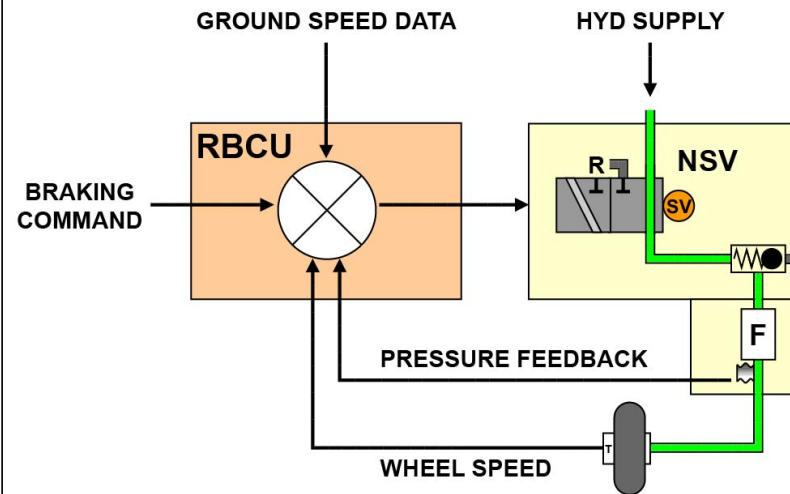 GROUND SPEED DATA
HYD SUPPLY
RBCU
R
NSV
BRAKING
COMMAND
SV
F
PRESSURE FEEDBACK
T
WHEEL SPEED